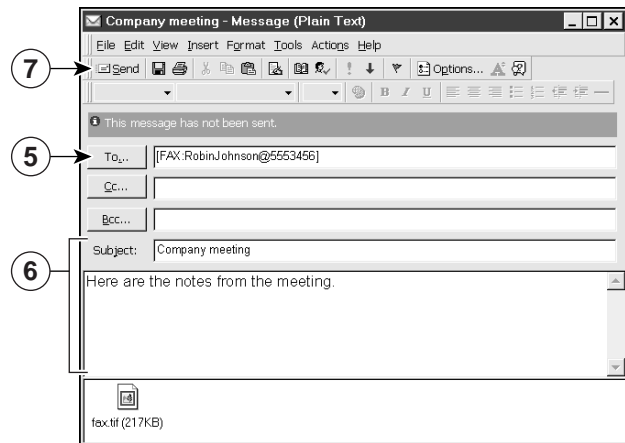 Company meeting - Message (Plain Text)
File Edit View Insert Format Tools Actions Help
7
Send Options...
B I U
This message has not been sent.
5
To... [FAX:RobinJohnson@5553456]
Cc...
Bcc...
6
Subject: Company meeting
Here are the notes from the meeting.
fax.tif (217KB)